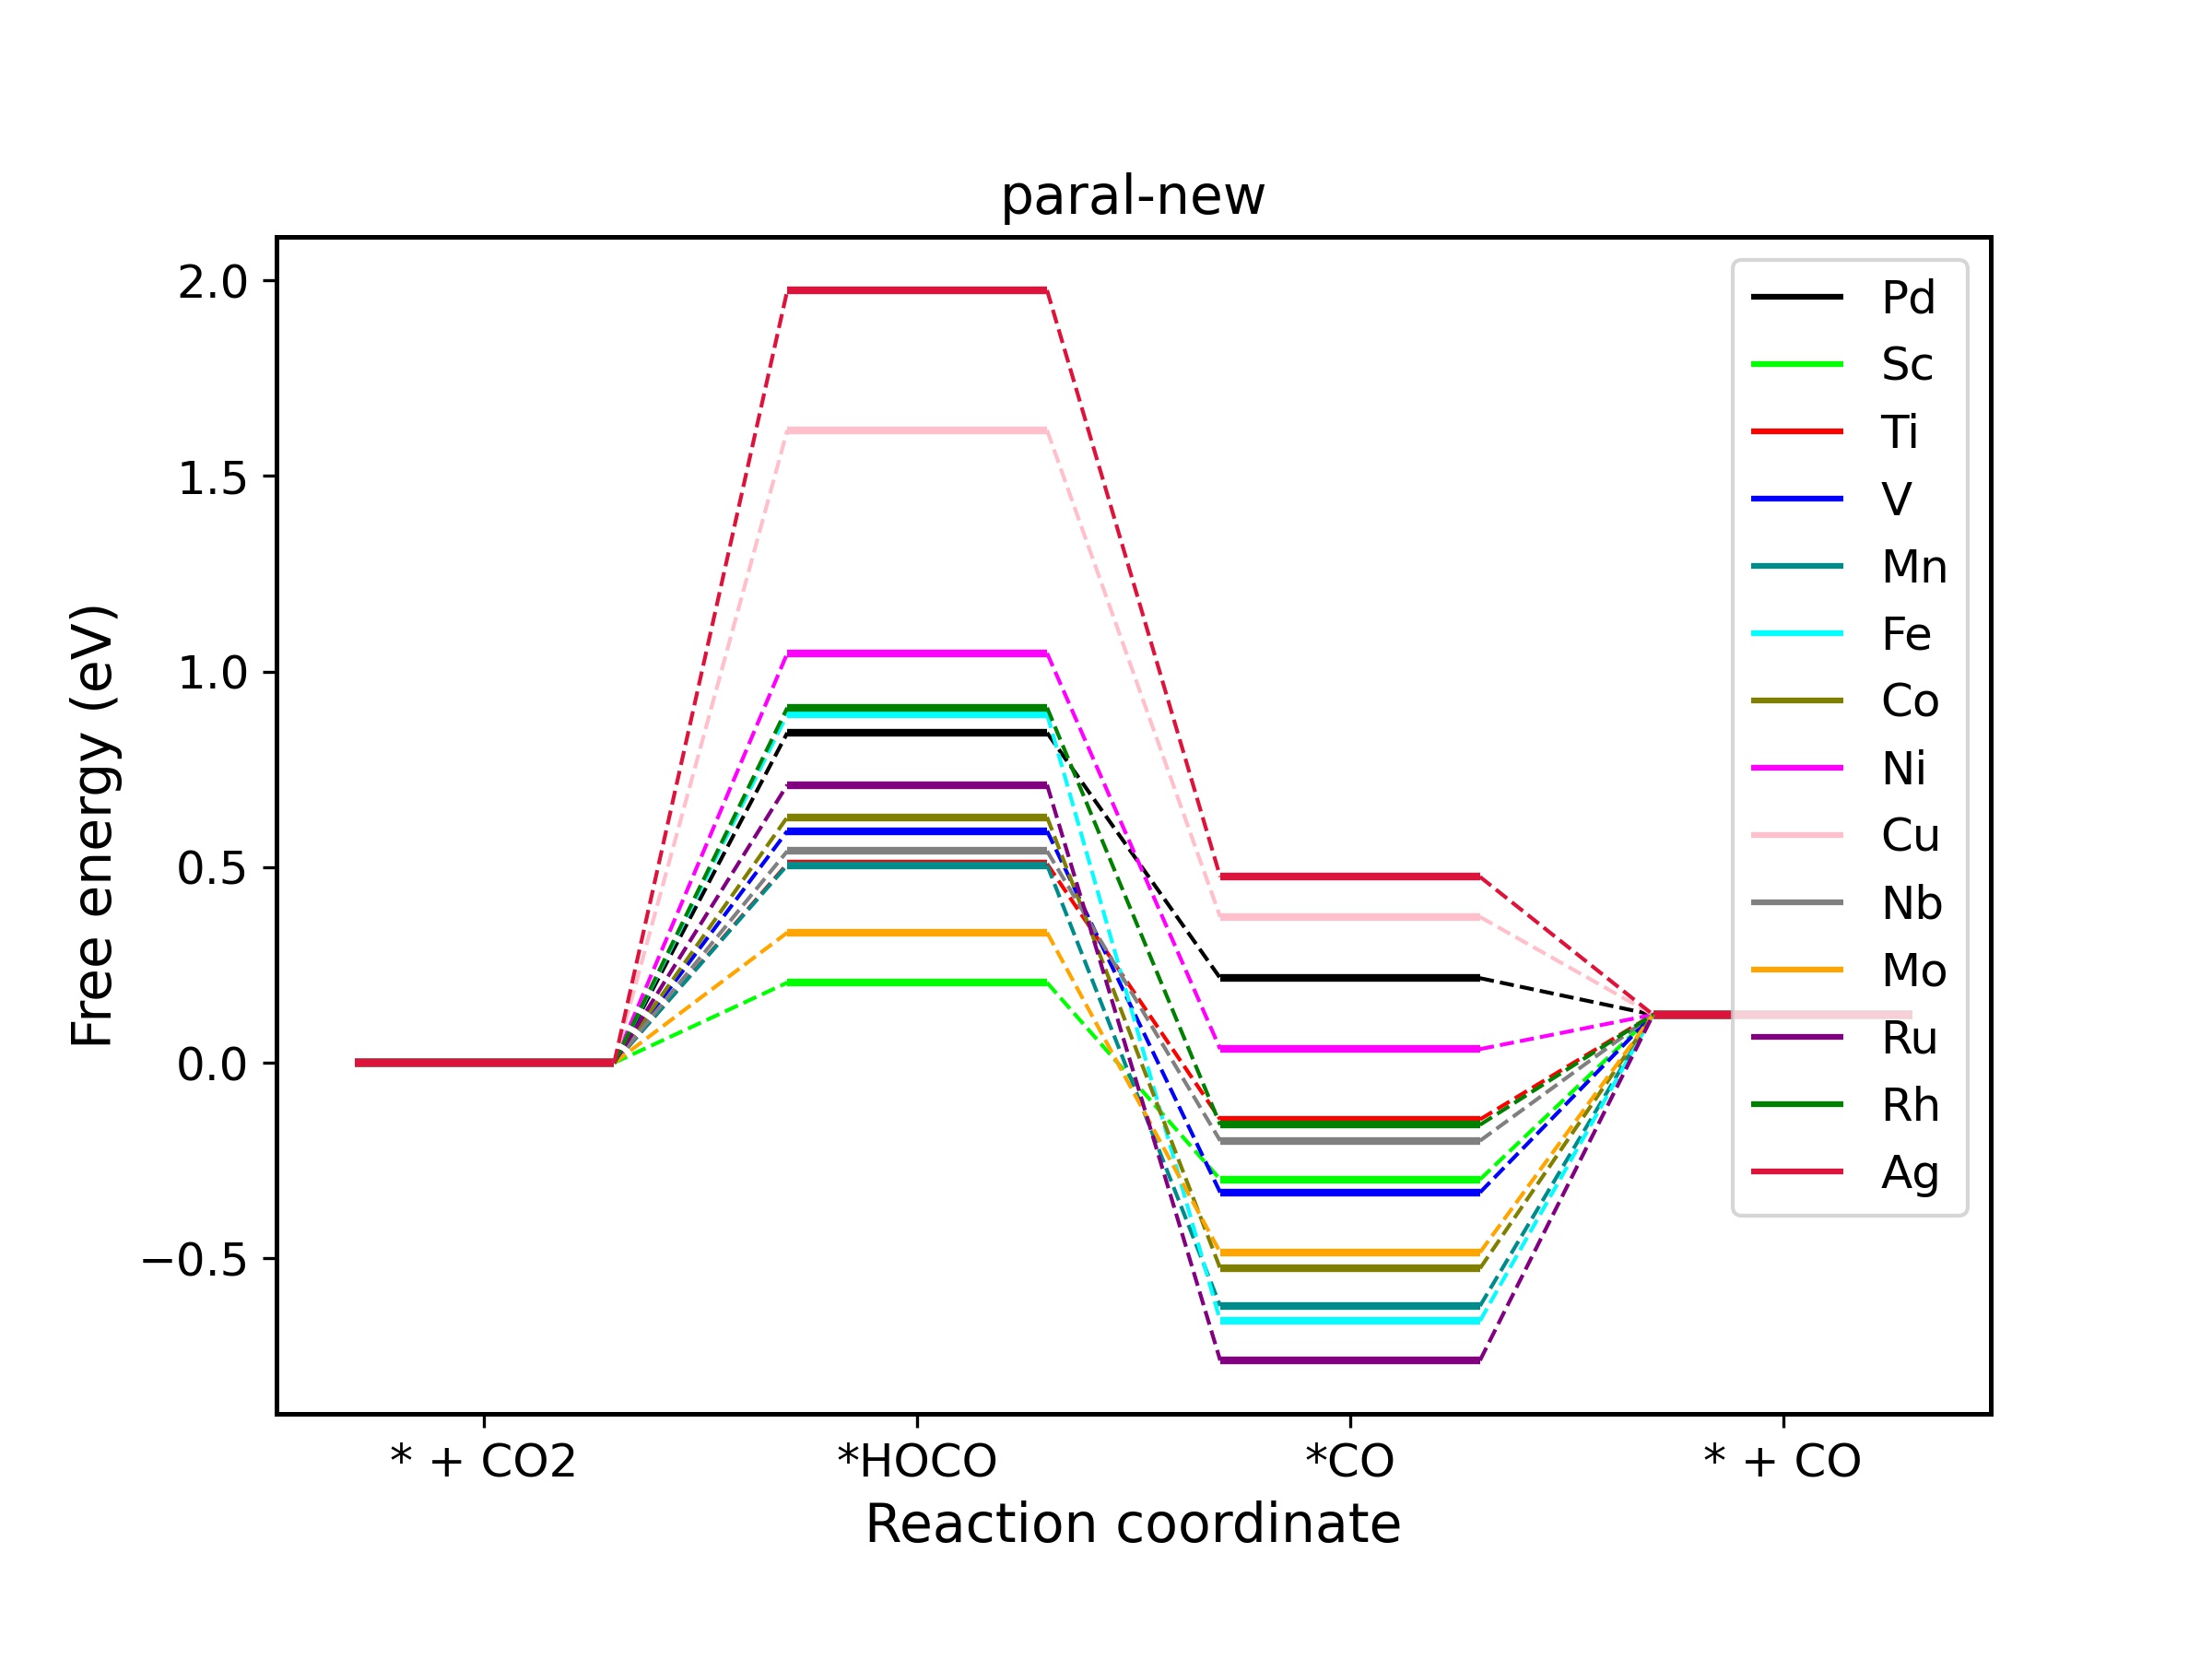 paral-new
Free energy (eV)
2.0
1.5
1.0
0.5
0.0
−0.5
Pd
Sc
Ti
V
Mn
Fe
Co
Ni
Cu
Nb
Mo
Ru
Rh
Ag
* + CO2
*HOCO
*CO
* + CO
Reaction coordinate